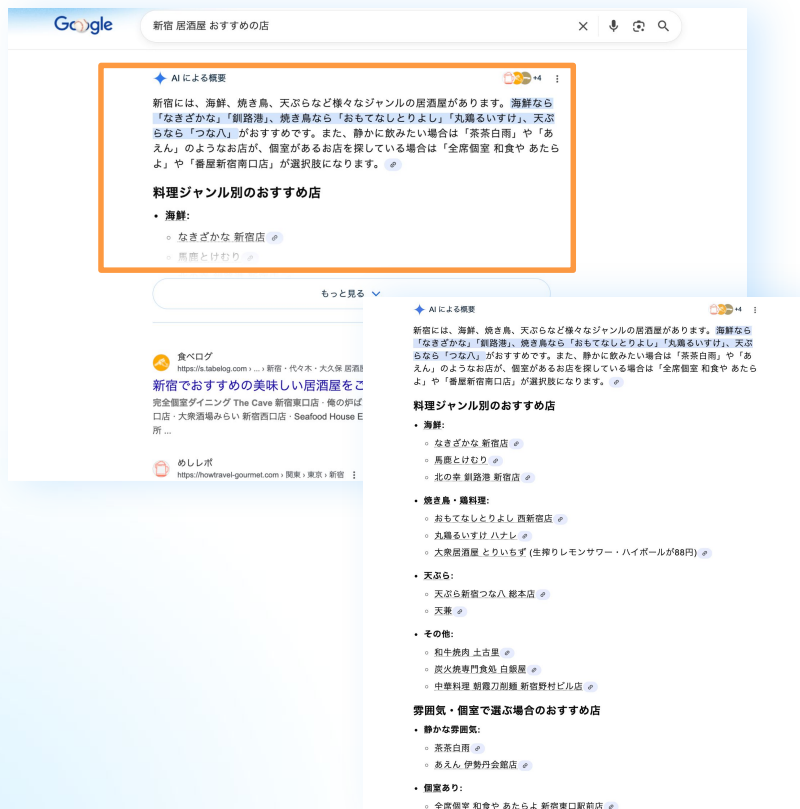 Google
新宿 居酒屋 おすすめの店
AI による概要
+4
新宿には、海鮮、焼き鳥、天ぷらなど様々なジャンルの居酒屋があります。海鮮なら
「なきざかな」「釧路港」、焼き鳥なら「おもてなしとりよし」「丸鶏るいすけ」、天ぷ
らなら「つな八」がおすすめです。また、静かに飲みたい場合は「茶茶白雨」や「あ
えん」のようなお店が、個室があるお店を探している場合は「全席個室 和食や あたら
よ」や「番屋新宿南口店」が選択肢になります。
料理ジャンル別のおすすめ店
• 海鮮:
◦ なきざかな 新宿店
◦ 馬鹿とけむり
もっと見る
食べログ
https://s.tabelog.com › ... › 新宿・代々木・大久保 居酒屋
新宿でおすすめの美味しい居酒屋をご
完全個室ダイニング The Cave 新宿東口店 · 俺の炉ば
口店 · 大衆酒場みらい 新宿西口店 · Seafood House E
所 ...
めしレポ
https://howtravel-gourmet.com › 関東 › 東京 › 新宿
AI による概要
+4
新宿には、海鮮、焼き鳥、天ぷらなど様々なジャンルの居酒屋があります。海鮮なら
「なきざかな」「釧路港」、焼き鳥なら「おもてなしとりよし」「丸鶏るいすけ」、天ぷ
らなら「つな八」がおすすめです。また、静かに飲みたい場合は「茶茶白雨」や「あ
えん」のようなお店が、個室があるお店を探している場合は「全席個室 和食や あたら
よ」や「番屋新宿南口店」が選択肢になります。
料理ジャンル別のおすすめ店
• 海鮮:
◦ なきざかな 新宿店
◦ 馬鹿とけむり
◦ 北の幸 釧路港 新宿店
• 焼き鳥・鶏料理:
◦ おもてなしとりよし 西新宿店
◦ 丸鶏るいすけ ハナレ
◦ 大衆居酒屋 とりいちず (生搾りレモンサワー・ハイボールが88円)
• 天ぷら:
◦ 天ぷら新宿つな八 総本店
◦ 天兼
• その他:
◦ 和牛焼肉 土古里
◦ 炭火焼専門食処 白銀屋
◦ 中華料理 朝霞刀削麺 新宿野村ビル店
雰囲気・個室で選ぶ場合のおすすめ店
• 静かな雰囲気:
◦ 茶茶白雨
◦ あえん 伊勢丹会館店
• 個室あり:
◦ 全席個室 和食や あたらよ 新宿東口駅前店